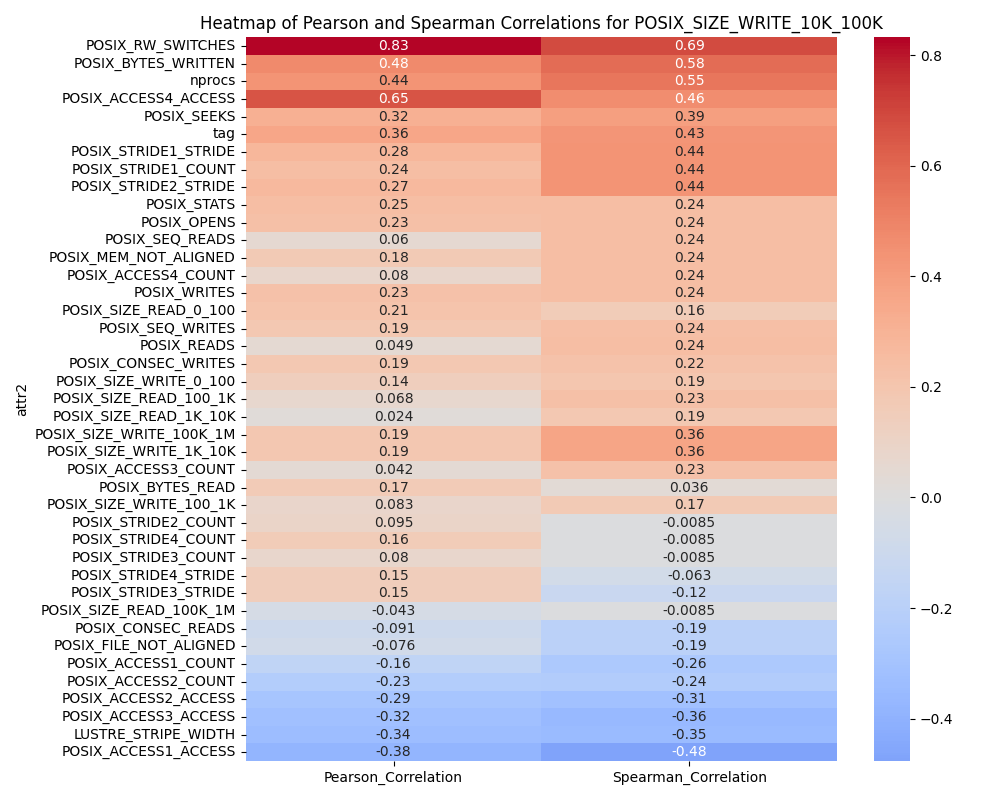 Heatmap of Pearson and Spearman Correlations for POSIX_SIZE_WRITE_10K_100K
attr2
POSIX_RW_SWITCHES 0.83 0.69
POSIX_BYTES_WRITTEN 0.48 0.58
nprocs 0.44 0.55
POSIX_ACCESS4_ACCESS 0.65 0.46
POSIX_SEEKS 0.32 0.39
tag 0.36 0.43
POSIX_STRIDE1_STRIDE 0.28 0.44
POSIX_STRIDE1_COUNT 0.24 0.44
POSIX_STRIDE2_STRIDE 0.27 0.44
POSIX_STATS 0.25 0.24
POSIX_OPENS 0.23 0.24
POSIX_SEQ_READS 0.06 0.24
POSIX_MEM_NOT_ALIGNED 0.18 0.24
POSIX_ACCESS4_COUNT 0.08 0.24
POSIX_WRITES 0.23 0.24
POSIX_SIZE_READ_0_100 0.21 0.16
POSIX_SEQ_WRITES 0.19 0.24
POSIX_READS 0.049 0.24
POSIX_CONSEC_WRITES 0.19 0.22
POSIX_SIZE_WRITE_0_100 0.14 0.19
POSIX_SIZE_READ_100_1K 0.068 0.23
POSIX_SIZE_READ_1K_10K 0.024 0.19
POSIX_SIZE_WRITE_100K_1M 0.19 0.36
POSIX_SIZE_WRITE_1K_10K 0.19 0.36
POSIX_ACCESS3_COUNT 0.042 0.23
POSIX_BYTES_READ 0.17 0.036
POSIX_SIZE_WRITE_100_1K 0.083 0.17
POSIX_STRIDE2_COUNT 0.095 -0.0085
POSIX_STRIDE4_COUNT 0.16 -0.0085
POSIX_STRIDE3_COUNT 0.08 -0.0085
POSIX_STRIDE4_STRIDE 0.15 -0.063
POSIX_STRIDE3_STRIDE 0.15 -0.12
POSIX_SIZE_READ_100K_1M -0.043 -0.0085
POSIX_CONSEC_READS -0.091 -0.19
POSIX_FILE_NOT_ALIGNED -0.076 -0.19
POSIX_ACCESS1_COUNT -0.16 -0.26
POSIX_ACCESS2_COUNT -0.23 -0.24
POSIX_ACCESS2_ACCESS -0.29 -0.31
POSIX_ACCESS3_ACCESS -0.32 -0.36
LUSTRE_STRIPE_WIDTH -0.34 -0.35
POSIX_ACCESS1_ACCESS -0.38 -0.48
Pearson_Correlation Spearman_Correlation
0.8
0.6
0.4
0.2
0.0
−0.2
−0.4